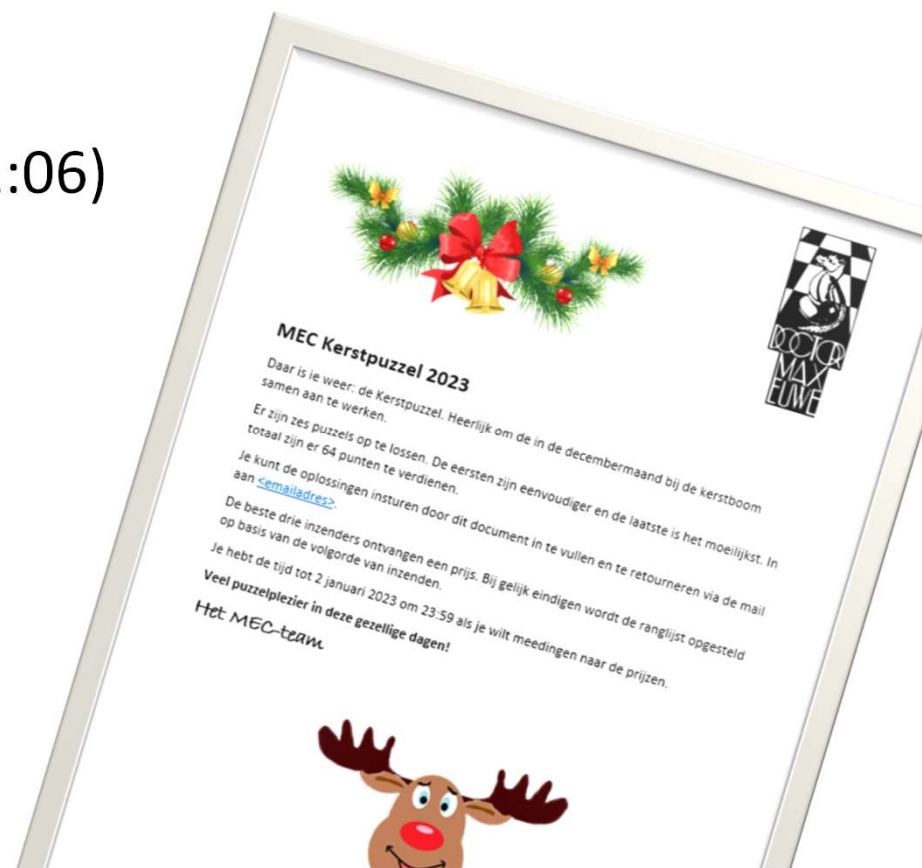 :06)
DOCTOR
MAX
EUWE
MEC Kerstpuzzel 2023
Daar is ie weer: de Kerstpuzzel. Heerlijk om de in de decembermaand bij de kerstboom
samen aan te werken.
Er zijn zes puzzels op te lossen. De eersten zijn eenvoudiger en de laatste is het moeilijkst. In
totaal zijn er 64 punten te verdienen.
Je kunt de oplossingen insturen door dit document in te vullen en te retourneren via de mail
aan <emailadres>.
De beste drie inzenders ontvangen een prijs. Bij gelijk eindigen wordt de ranglijst opgesteld
op basis van de volgorde van inzenden.
Je hebt de tijd tot 2 januari 2023 om 23:59 als je wilt meedingen naar de prijzen.
Veel puzzelplezier in deze gezellige dagen!
Het MEC-team